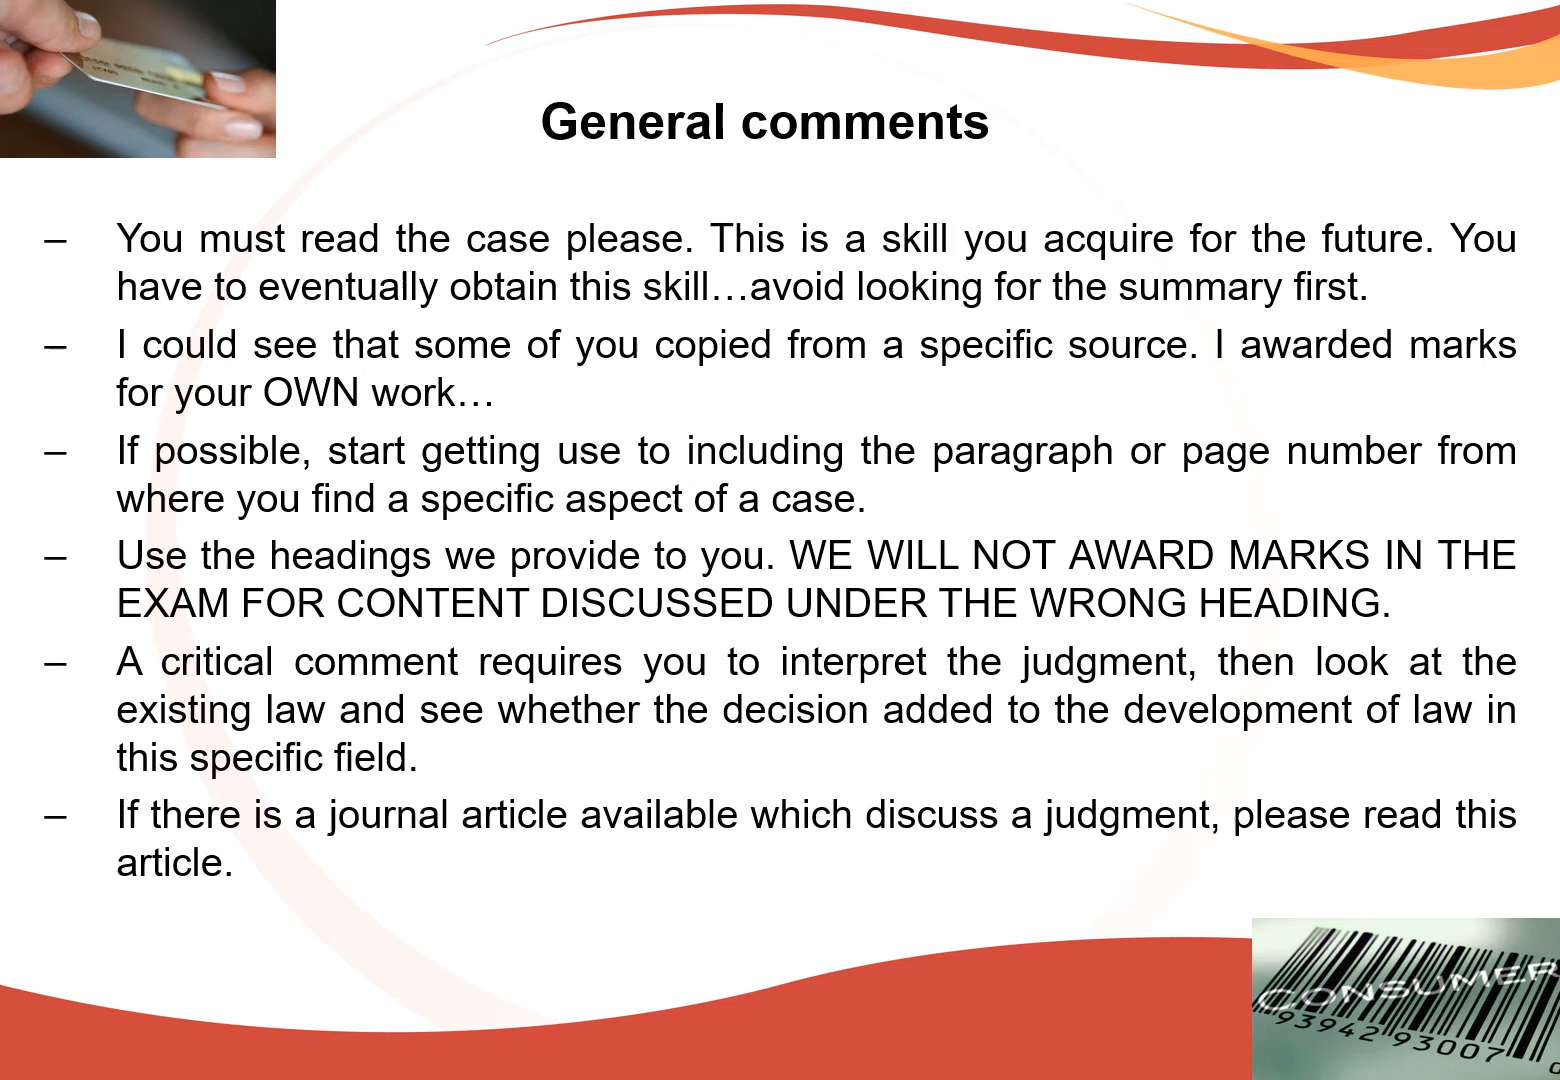 General comments
– You must read the case please. This is a skill you acquire for the future. You
have to eventually obtain this skill…avoid looking for the summary first.
– I could see that some of you copied from a specific source. I awarded marks
for your OWN work…
– If possible, start getting use to including the paragraph or page number from
where you find a specific aspect of a case.
– Use the headings we provide to you. WE WILL NOT AWARD MARKS IN THE
EXAM FOR CONTENT DISCUSSED UNDER THE WRONG HEADING.
– A critical comment requires you to interpret the judgment, then look at the
existing law and see whether the decision added to the development of law in
this specific field.
– If there is a journal article available which discuss a judgment, please read this
article.
CONSUMER
93942 93007